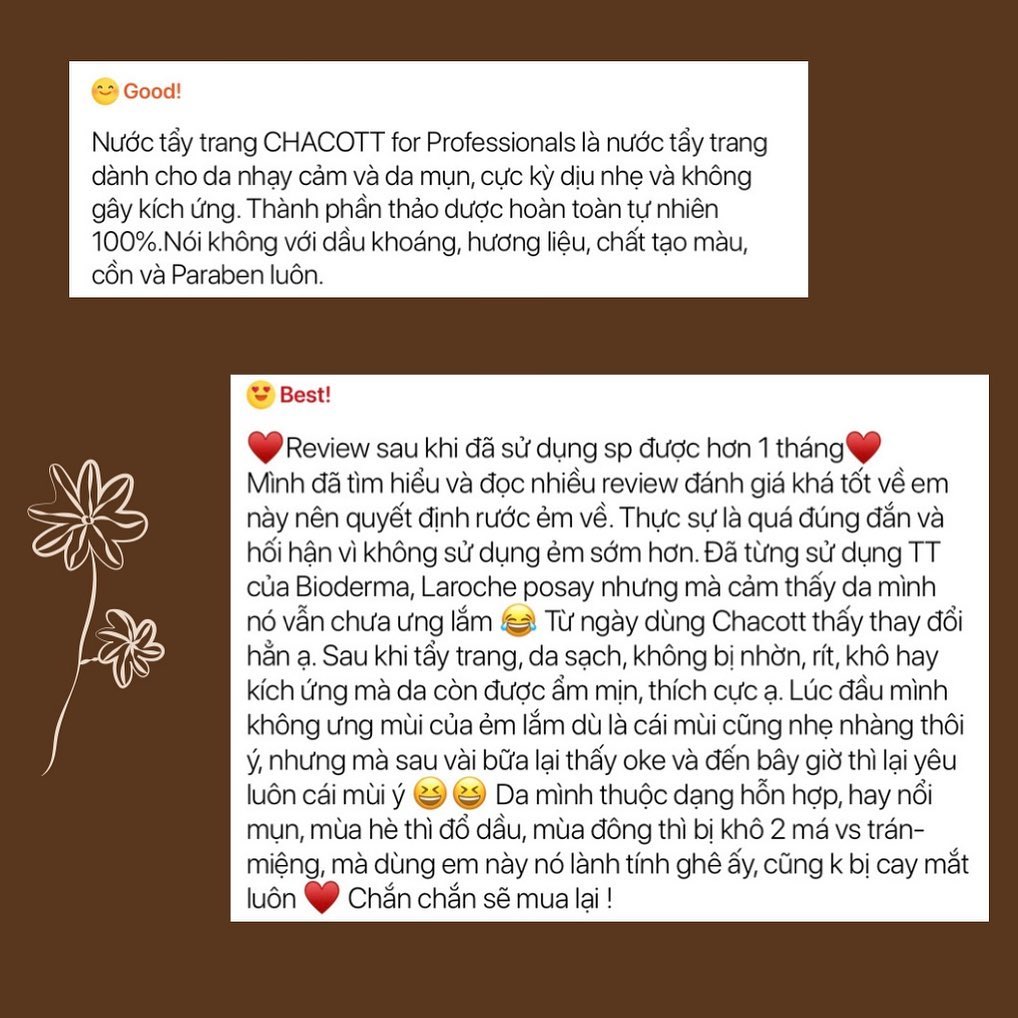 😊 Good!
Nước tẩy trang CHACOTT for Professionals là nước tẩy trang
dành cho da nhạy cảm và da mụn, cực kỳ dịu nhẹ và không
gây kích ứng. Thành phần thảo dược hoàn toàn tự nhiên
100%.Nói không với dầu khoáng, hương liệu, chất tạo màu,
cồn và Paraben luôn.
😍 Best!
♥️Review sau khi đã sử dụng sp được hơn 1 tháng♥️
Mình đã tìm hiểu và đọc nhiều review đánh giá khá tốt về em
này nên quyết định rước ẻm về. Thực sự là quá đúng đắn và
hối hận vì không sử dụng ẻm sớm hơn. Đã từng sử dụng TT
của Bioderma, Laroche posay nhưng mà cảm thấy da mình
nó vẫn chưa ưng lắm 😂 Từ ngày dùng Chacott thấy thay đổi
hẳn ạ. Sau khi tẩy trang, da sạch, không bị nhờn, rít, khô hay
kích ứng mà da còn được ẩm mịn, thích cực ạ. Lúc đầu mình
không ưng mùi của ẻm lắm dù là cái mùi cũng nhẹ nhàng thôi
ý, nhưng mà sau vài bữa lại thấy oke và đến bây giờ thì lại yêu
luôn cái mùi ý 😆😆 Da mình thuộc dạng hỗn hợp, hay nổi
mụn, mùa hè thì đổ dầu, mùa đông thì bị khô 2 má vs trán-
miệng, mà dùng em này nó lành tính ghê ấy, cũng k bị cay mắt
luôn ♥️ Chắn chắn sẽ mua lại !